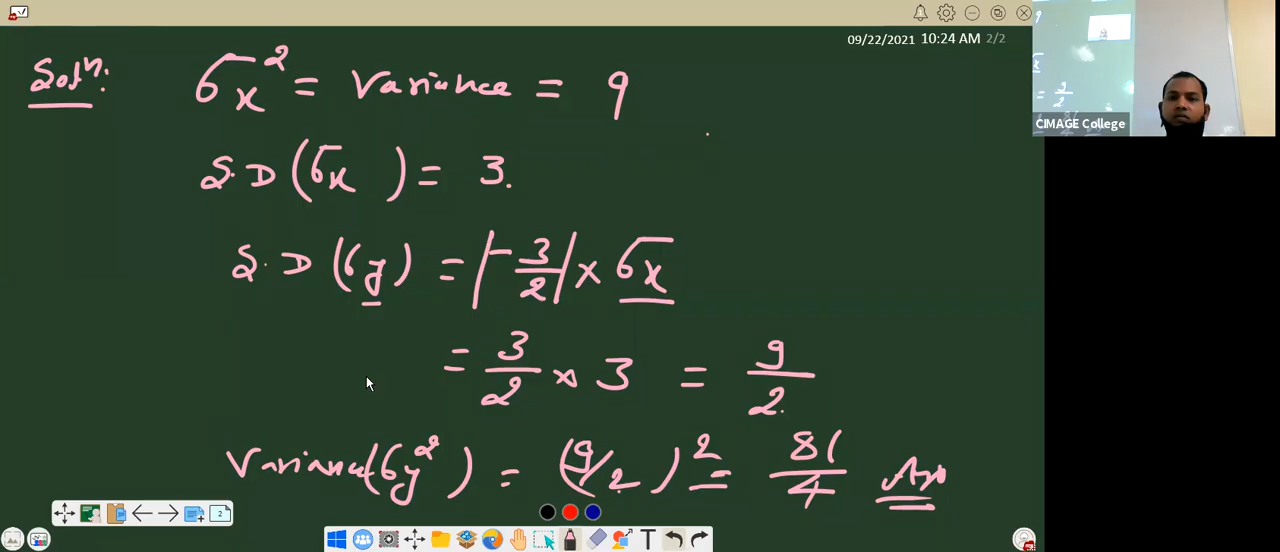 09/22/2021 10:24 AM 2/2
CIMAGE College
Soln:
σx² = Variance = 9
S.D (σx) = 3.
S.D (σy) = |-3/2| × σx
= 3/2 × 3 = 9/2.
Variance (σy²) = (9/2)² = 81/4 Ans
2
T